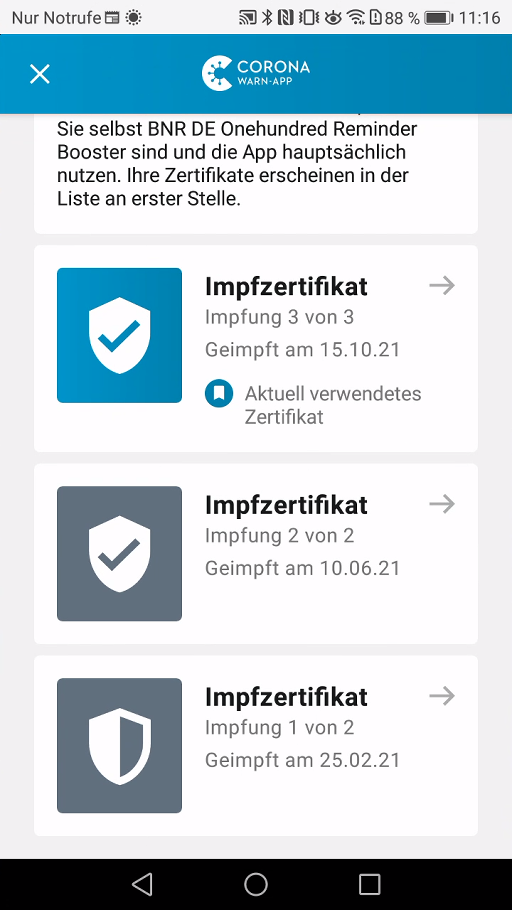 Nur Notrufe 88 % 11:16
CORONA
WARN-APP
Sie selbst BNR DE Onehundred Reminder
Booster sind und die App hauptsächlich
nutzen. Ihre Zertifikate erscheinen in der
Liste an erster Stelle.
Impfzertifikat
Impfung 3 von 3
Geimpft am 15.10.21
Aktuell verwendetes
Zertifikat
Impfzertifikat
Impfung 2 von 2
Geimpft am 10.06.21
Impfzertifikat
Impfung 1 von 2
Geimpft am 25.02.21